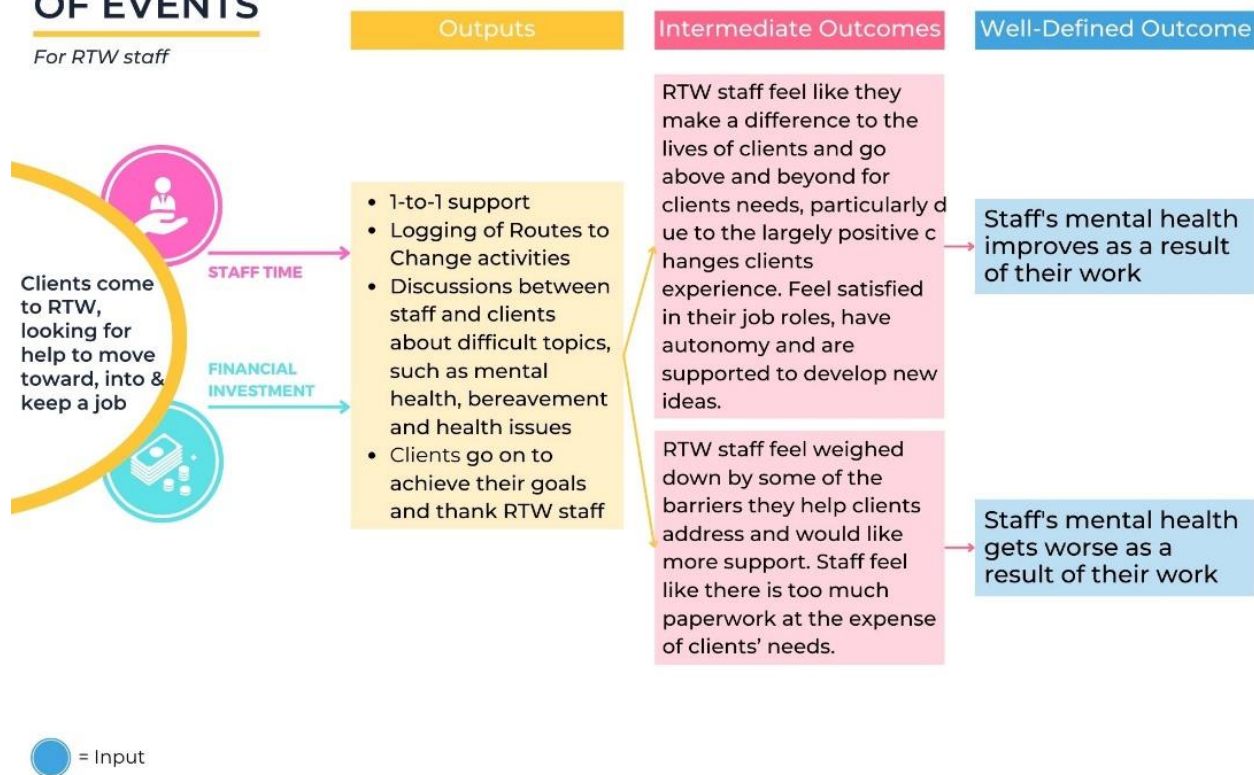 OF EVENTS
For RTW staff
Outputs
Intermediate Outcomes
Well-Defined Outcome
Clients come
to RTW,
looking for
help to move
toward, into &
keep a job
STAFF TIME
FINANCIAL
INVESTMENT
• 1-to-1 support
• Logging of Routes to
Change activities
• Discussions between
staff and clients
about difficult topics,
such as mental
health, bereavement
and health issues
• Clients go on to
achieve their goals
and thank RTW staff
RTW staff feel like they
make a difference to the
lives of clients and go
above and beyond for
clients needs, particularly d
ue to the largely positive c
hanges clients
experience. Feel satisfied
in their job roles, have
autonomy and are
supported to develop new
ideas.
RTW staff feel weighed
down by some of the
barriers they help clients
address and would like
more support. Staff feel
like there is too much
paperwork at the expense
of clients’ needs.
Staff's mental health
improves as a result
of their work
Staff's mental health
gets worse as a
result of their work
= Input